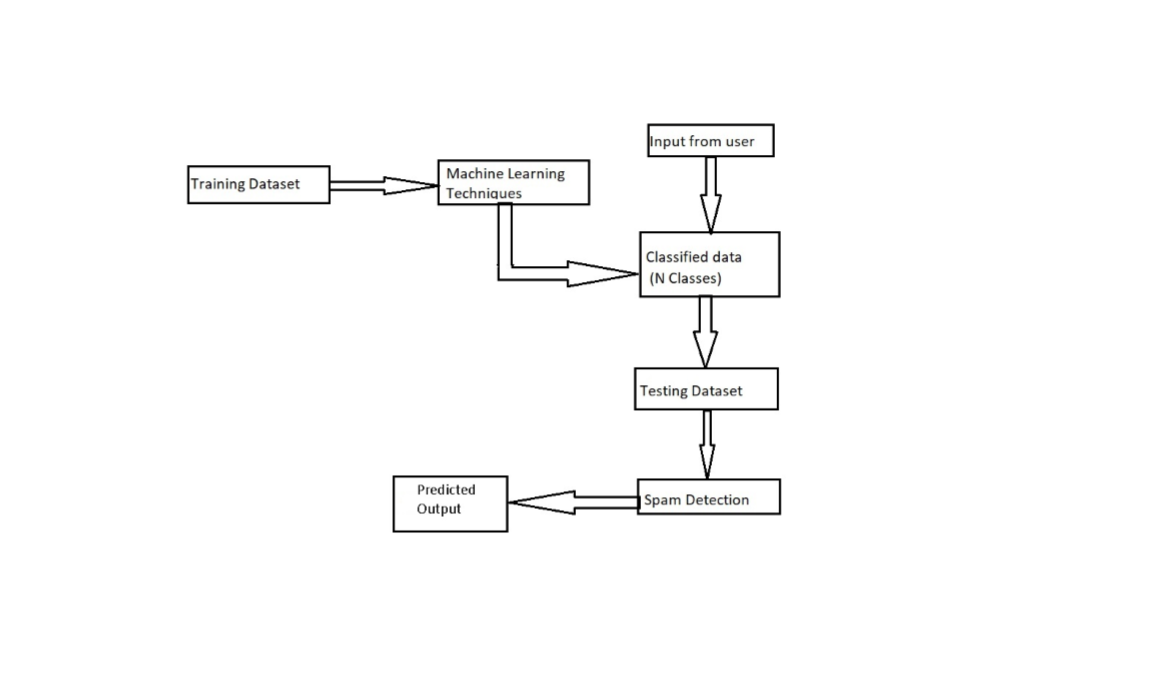 Input from user
Training Dataset
Machine Learning
Techniques
Classified data
(N Classes)
Testing Dataset
Spam Detection
Predicted
Output